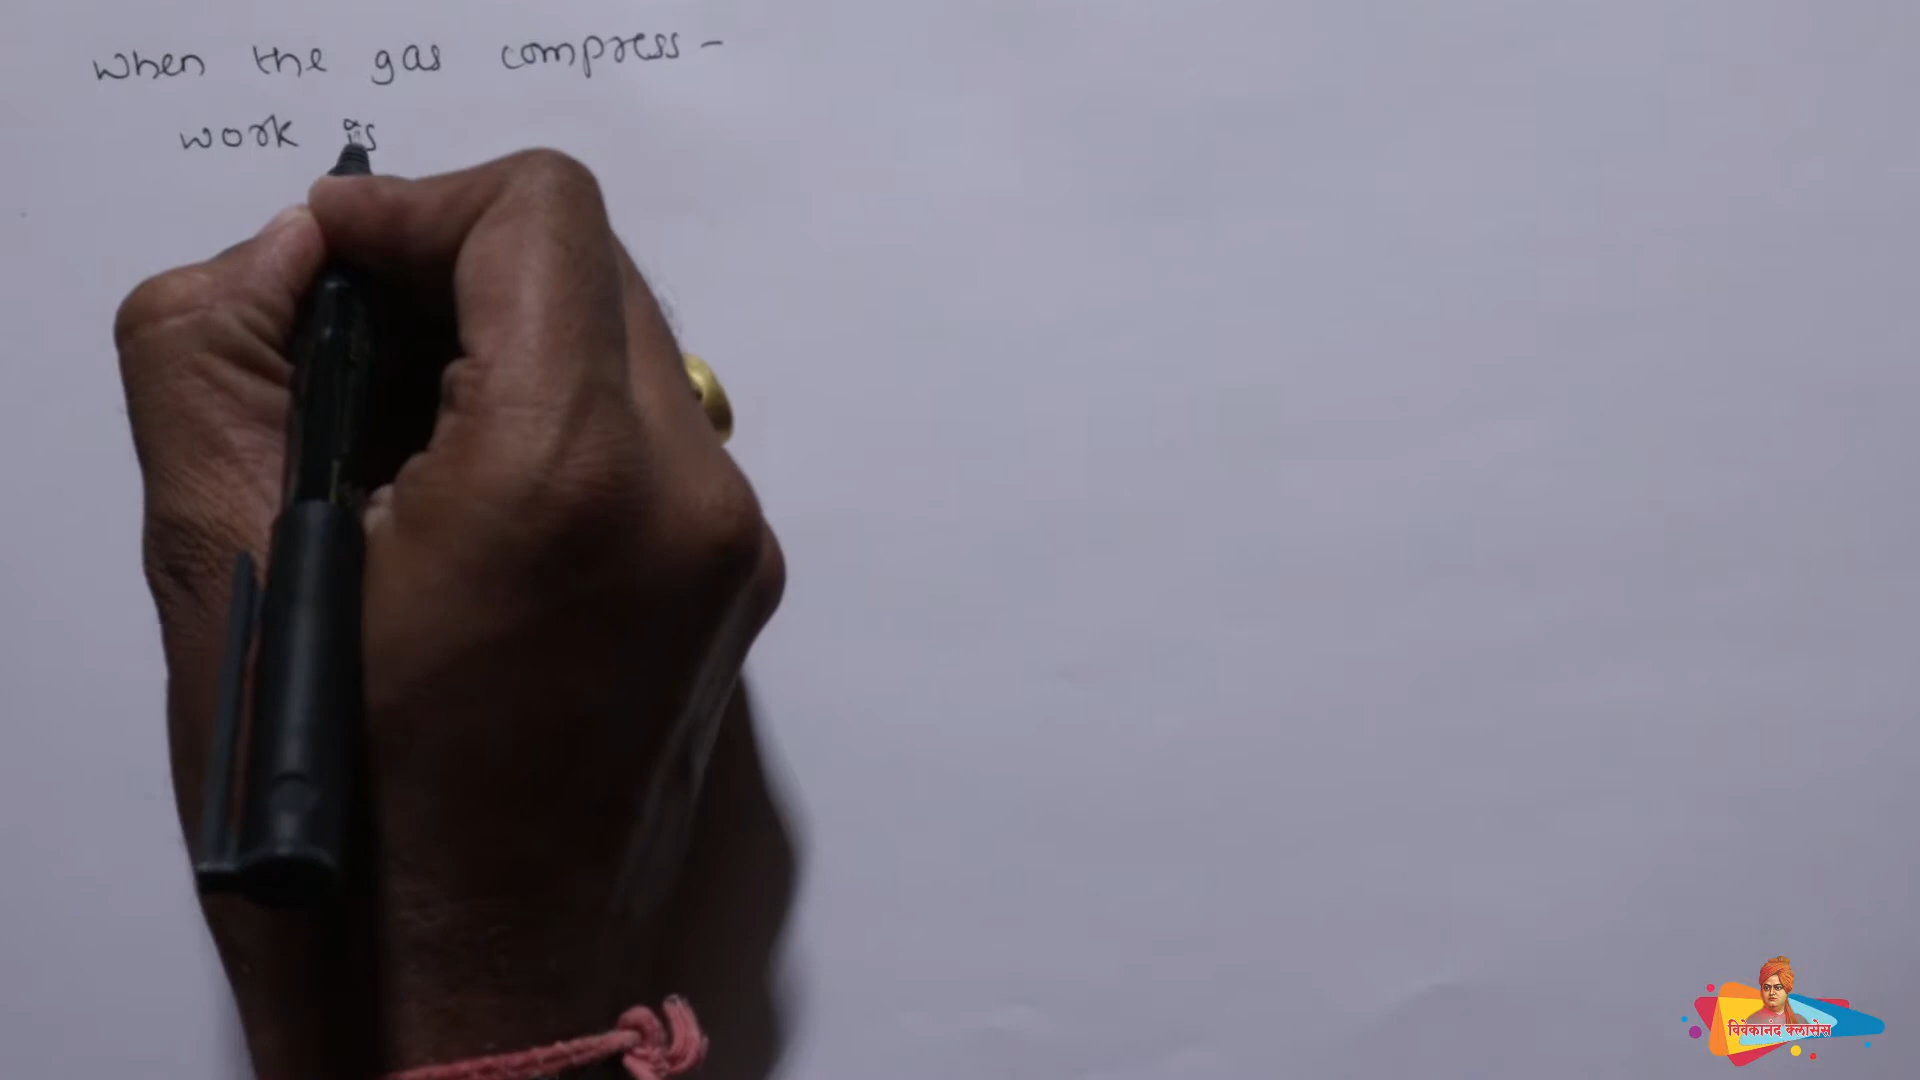 When the gas compress -
work is
विवेकानंद क्लासेस